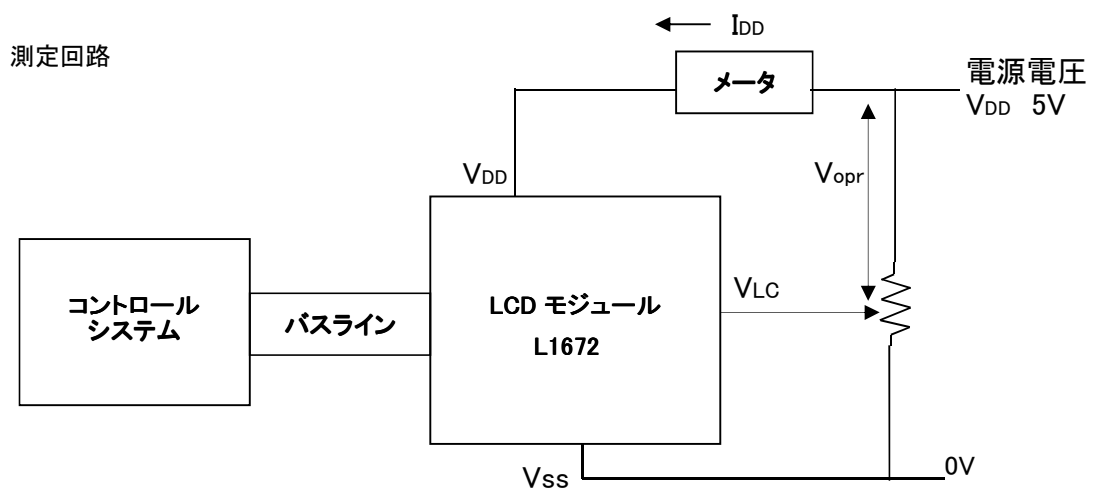 測定回路
IDD
メータ
電源電圧
VDD 5V
VDD
Vopr
コントロール
システム
バスライン
LCD モジュール
L1672
VLC
VSS
0V